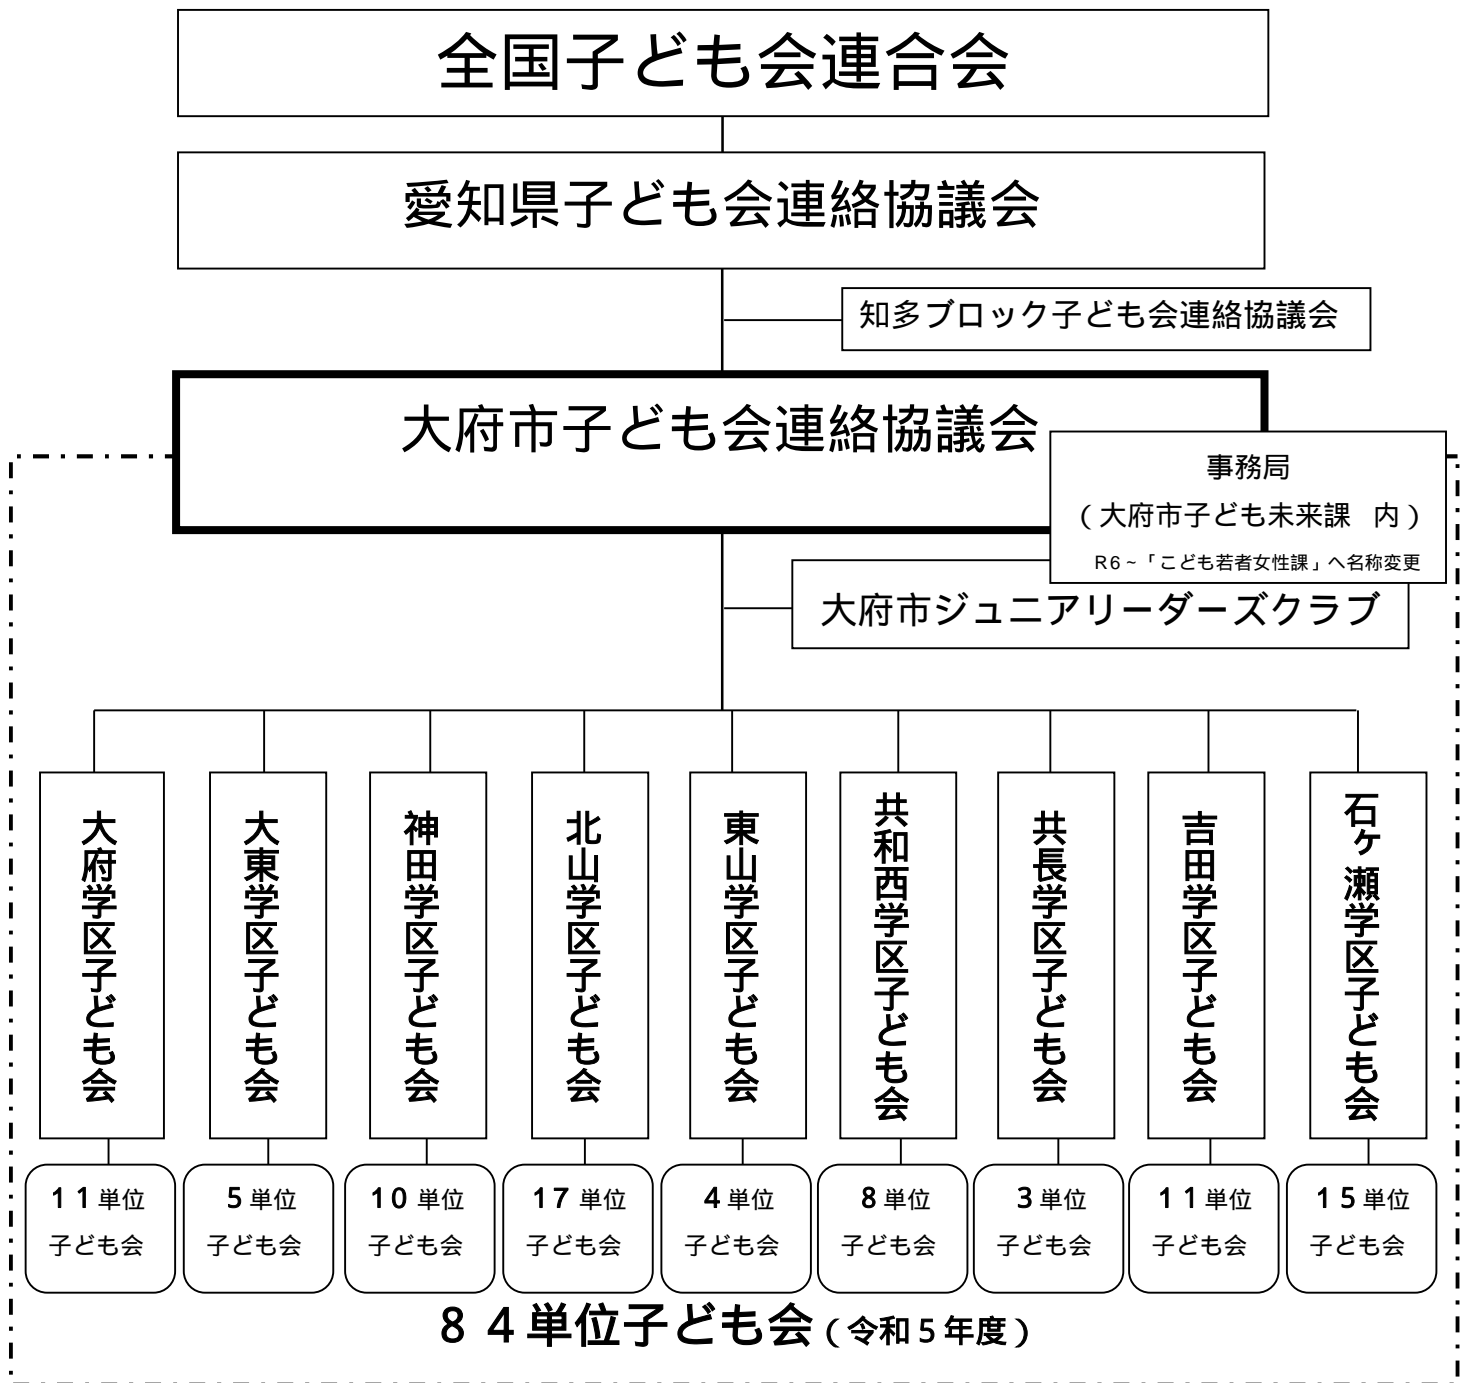 全国子ども会連合会
愛知県子ども会連絡協議会
知多ブロック子ども会連絡協議会
大府市子ども会連絡協議会
事務局
（大府市子ども未来課 内）
R6～「こども若者女性課」へ名称変更
大府市ジュニアリーダーズクラブ
大府学区子ども会
大東学区子ども会
神田学区子ども会
北山学区子ども会
東山学区子ども会
共和西学区子ども会
共長学区子ども会
吉田学区子ども会
石ヶ瀬学区子ども会
１１単位
子ども会
５単位
子ども会
１０単位
子ども会
１７単位
子ども会
４単位
子ども会
８単位
子ども会
３単位
子ども会
１１単位
子ども会
１５単位
子ども会
８４単位子ども会（令和５年度）